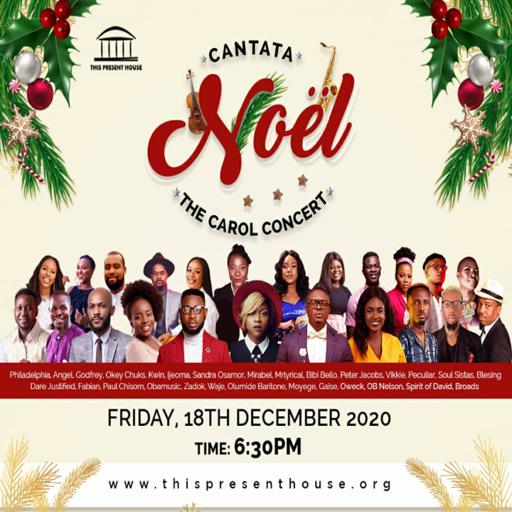 THIS PRESENT HOUSE
CANTATA
Noël
THE CAROL CONCERT
Philadelphia, Angel, Godfrey, Okey Chuks, Kwin, Ijeoma, Sandra Osamor, Mirabel, Mrlyrical, Bibi Bello, Peter Jacobs, Vikkie, Peculiar, Soul Sistas, Blesing
Dare Justified, Fabian, Paul Chisom, Obamusic, Zadok, Waje, Olumide Baritone, Moyege, Gaise, Oweck, OB Nelson, Spirit of David, Broads
FRIDAY, 18TH DECEMBER 2020
TIME: 6:30PM
www.thispresenthouse.org